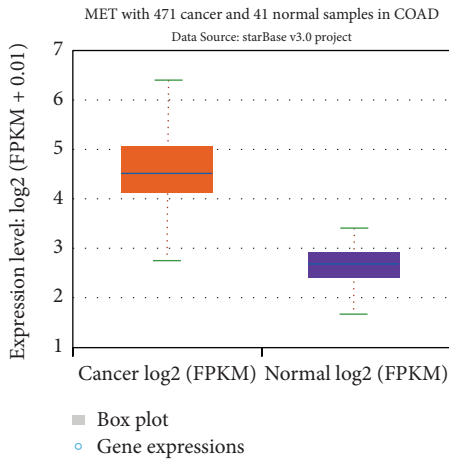 MET with 471 cancer and 41 normal samples in COAD
Data Source: starBase v3.0 project
Expression level: log2 (FPKM + 0.01)
7
6
5
4
3
2
1
Cancer log2 (FPKM) Normal log2 (FPKM)
Box plot
Gene expressions